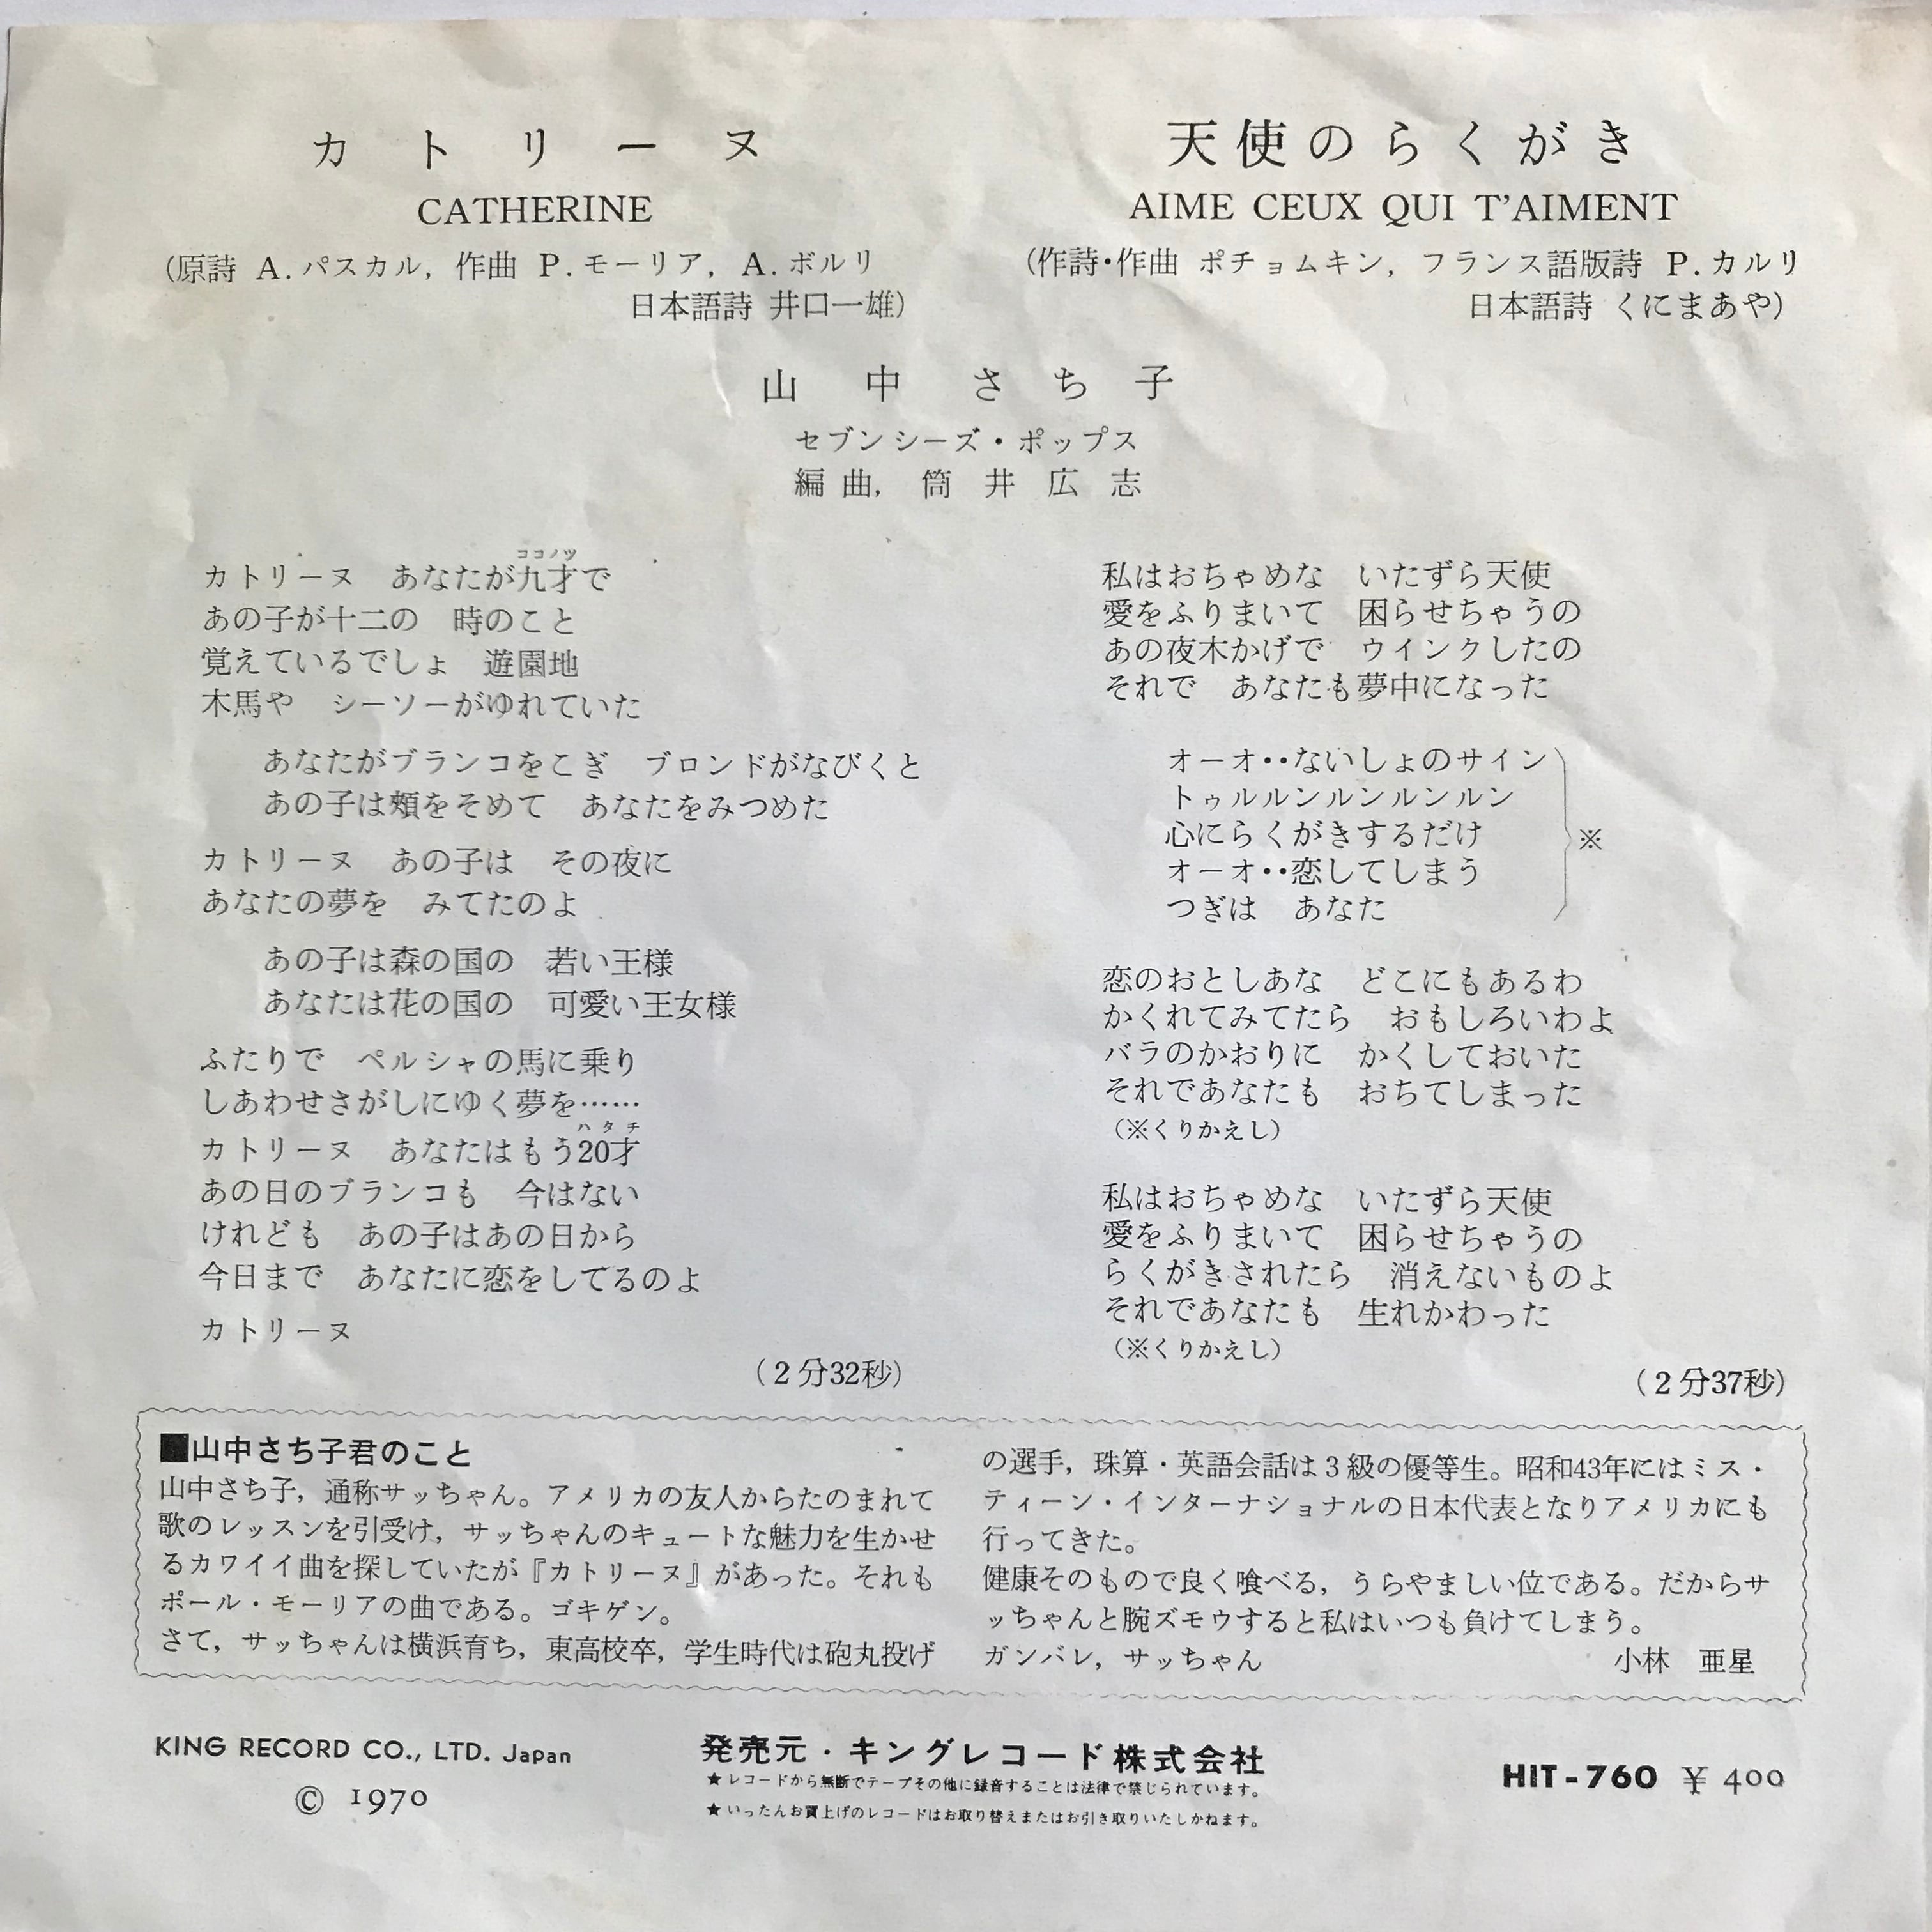 カトリーヌ
CATHERINE
(原詩 A.パスカル, 作曲 P.モーリア, A.ボルリ
日本語詩 井口一雄)
天使のらくがき
AIME CEUX QUI T'AIMENT
(作詩・作曲 ポチョムキン, フランス語版詩 P.カルリ
日本語詩 くにまあや)
山中さち子
セブンシーズ・ポップス
編曲, 筒井広志
ココノツ
カトリーヌ あなたが九才で
あの子が十二の 時のこと
覚えているでしょ 遊園地
木馬や シーソーがゆれていた
あなたがブランコをこぎ ブロンドがなびくと
あの子は頬をそめて あなたをみつめた
カトリーヌ あの子は その夜に
あなたの夢を みてたのよ
あの子は森の国の 若い王様
あなたは花の国の 可愛い王女様
ふたりで ペルシャの馬に乗り
しあわせさがしにゆく夢を……
ハタチ
カトリーヌ あなたはもう20才
あの日のブランコも 今はない
けれども あの子はあの日から
今日まで あなたに恋をしてるのよ
カトリーヌ
(2分32秒)
私はおちゃめな いたずら天使
愛をふりまいて 困らせちゃうの
あの夜木かげで ウインクしたの
それで あなたも夢中になった
オーオ・・ないしょのサイン
トゥルルンルンルンルン
心にらくがきするだけ
※
オーオ・・恋してしまう
つぎは あなた
恋のおとしあな どこにもあるわ
かくれてみてたら おもしろいわよ
バラのかおりに かくしておいた
それであなたも おちてしまった
(※くりかえし)
私はおちゃめな いたずら天使
愛をふりまいて 困らせちゃうの
らくがきされたら 消えないものよ
それであなたも 生れかわった
(※くりかえし)
(2分37秒)
■山中さち子君のこと
山中さち子, 通称サッちゃん。アメリカの友人からたのまれて
歌のレッスンを引受け, サッちゃんのキュートな魅力を生かせ
るカワイイ曲を探していたが『カトリーヌ』があった。それも
ポール・モーリアの曲である。ゴキゲン。
さて, サッちゃんは横浜育ち, 東高校卒, 学生時代は砲丸投げ
の選手, 珠算・英語会話は3級の優等生。昭和43年にはミス・
ティーン・インターナショナルの日本代表となりアメリカにも
行ってきた。
健康そのもので良く喰べる, うらやましい位である。だからサ
ッちゃんと腕ズモウすると私はいつも負けてしまう。
ガンバレ, サッちゃん 小林 亜星
KING RECORD CO., LTD. Japan
© 1970
発売元・キングレコード株式会社
★レコードから無断でテープその他に録音することは法律で禁じられています。
★いったんお買上げのレコードはお取り替えまたはお引き取りいたしかねます。
HIT-760 ¥400